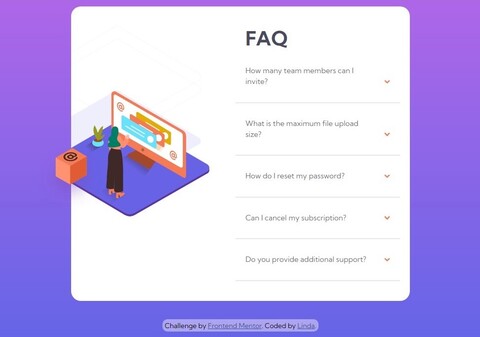 FAQ
How many team members can I
invite?
What is the maximum file upload
size?
How do I reset my password?
Can I cancel my subscription?
Do you provide additional support?
Challenge by Frontend Mentor. Coded by Linda.